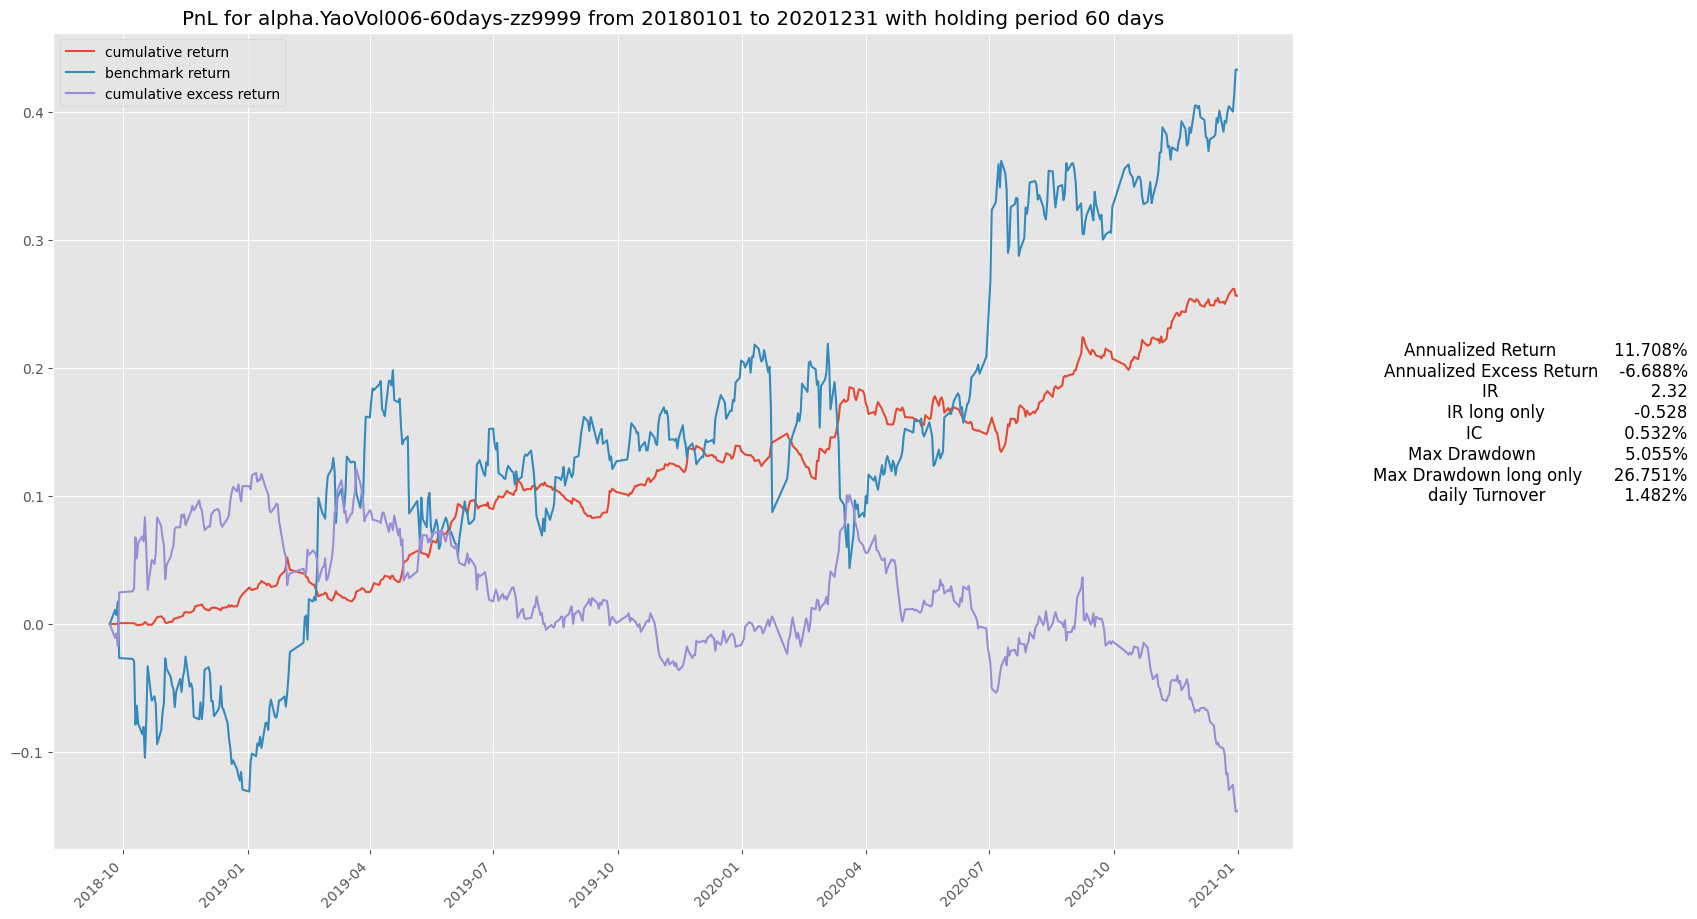 PnL for alpha.YaoVol006-60days-zz9999 from 20180101 to 20201231 with holding period 60 days
cumulative return
benchmark return
cumulative excess return
0.4
0.3
0.2
0.1
0.0
−0.1
2018-10
2019-01
2019-04
2019-07
2019-10
2020-01
2020-04
2020-07
2020-10
2021-01
Annualized Return 11.708%
Annualized Excess Return -6.688%
IR 2.32
IR long only -0.528
IC 0.532%
Max Drawdown 5.055%
Max Drawdown long only 26.751%
daily Turnover 1.482%